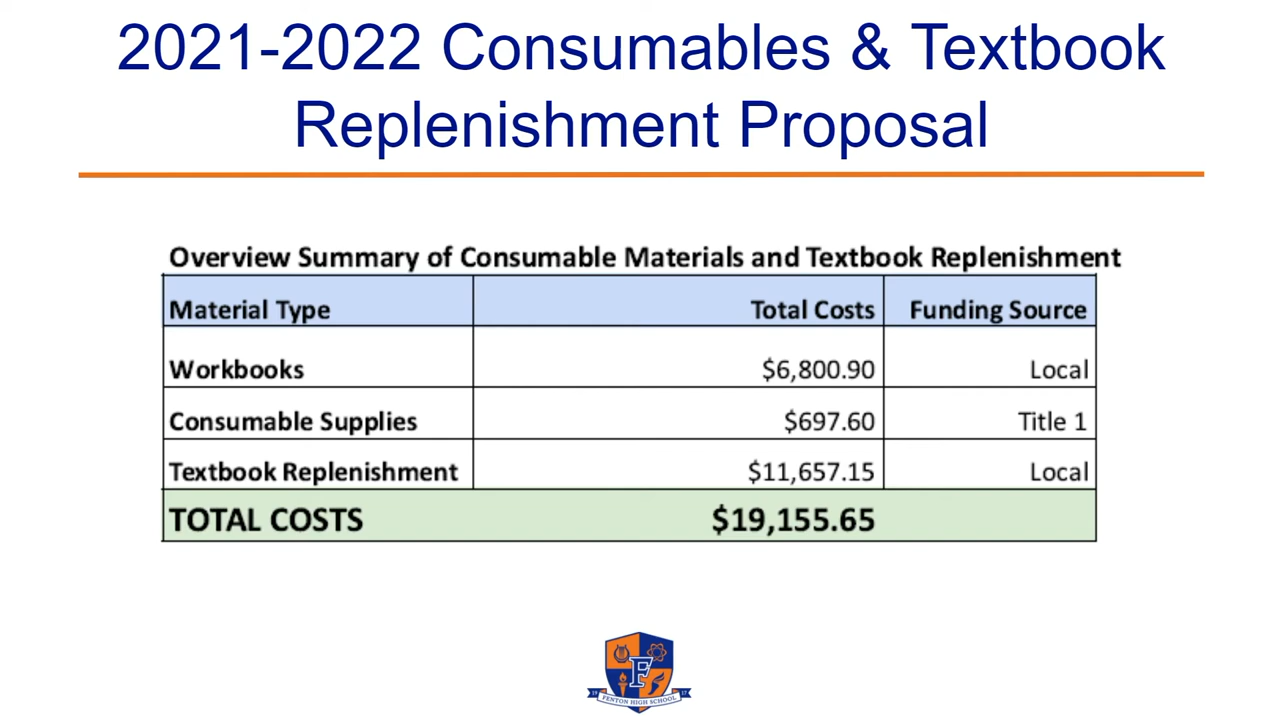 2021-2022 Consumables & Textbook
Replenishment Proposal
Overview Summary of Consumable Materials and Textbook Replenishment
Material Type Total Costs Funding Source
Workbooks $6,800.90 Local
Consumable Supplies $697.60 Title 1
Textbook Replenishment $11,657.15 Local
TOTAL COSTS $19,155.65
F
FENTON HIGH SCHOOL